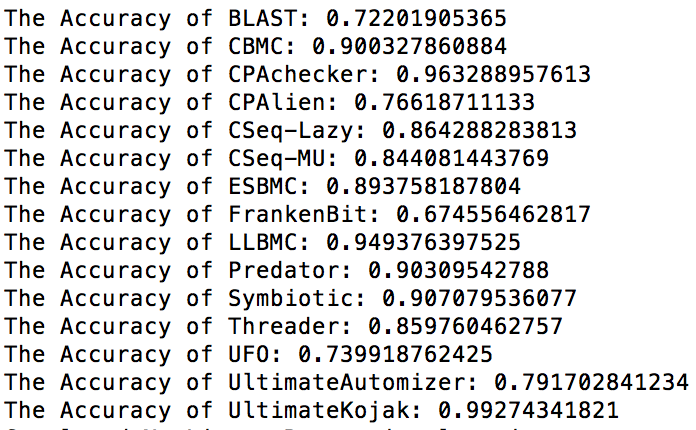 The Accuracy of BLAST: 0.72201905365
The Accuracy of CBMC: 0.900327860884
The Accuracy of CPAchecker: 0.963288957613
The Accuracy of CPAlien: 0.76618711133
The Accuracy of CSeq-Lazy: 0.864288283813
The Accuracy of CSeq-MU: 0.844081443769
The Accuracy of ESBMC: 0.893758187804
The Accuracy of FrankenBit: 0.674556462817
The Accuracy of LLBMC: 0.949376397525
The Accuracy of Predator: 0.90309542788
The Accuracy of Symbiotic: 0.907079536077
The Accuracy of Threader: 0.859760462757
The Accuracy of UFO: 0.739918762425
The Accuracy of UltimateAutomizer: 0.791702841234
The Accuracy of UltimateKojak: 0.99274341821